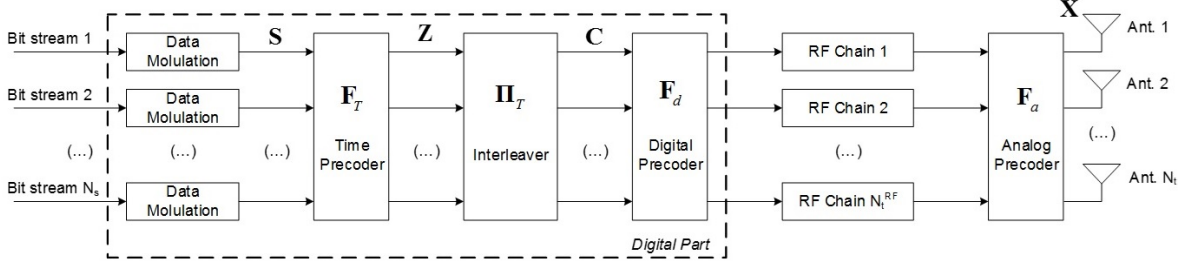 X
Bit stream 1
Data
Molulation
S
Z
C
RF Chain 1
Ant. 1
Bit stream 2
Data
Molulation
F_T
Π_T
F_d
RF Chain 2
F_a
Ant. 2
(...)
(...)
(...)
Time
Precoder
(...)
Interleaver
(...)
Digital
Precoder
(...)
Analog
Precoder
(...)
Bit stream N_s
Data
Molulation
RF Chain N_t^RF
Ant. N_t
Digital Part